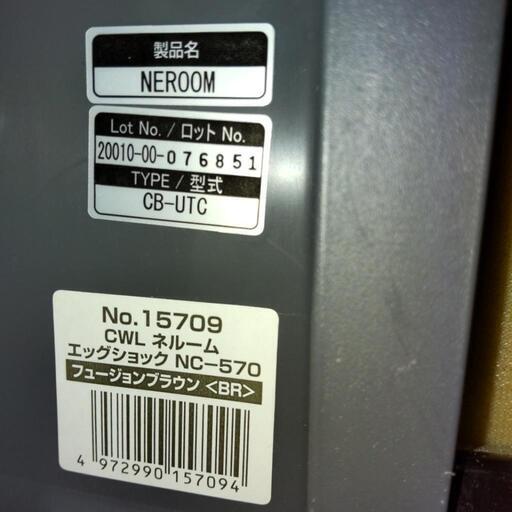 製品名
NEROOM
Lot No. / ロット No.
20010-00-076851
TYPE / 型式
CB-UTC
No.15709
CWL ネルーム
エッグショック NC-570
フュージョンブラウン <BR>
4 972990 157094